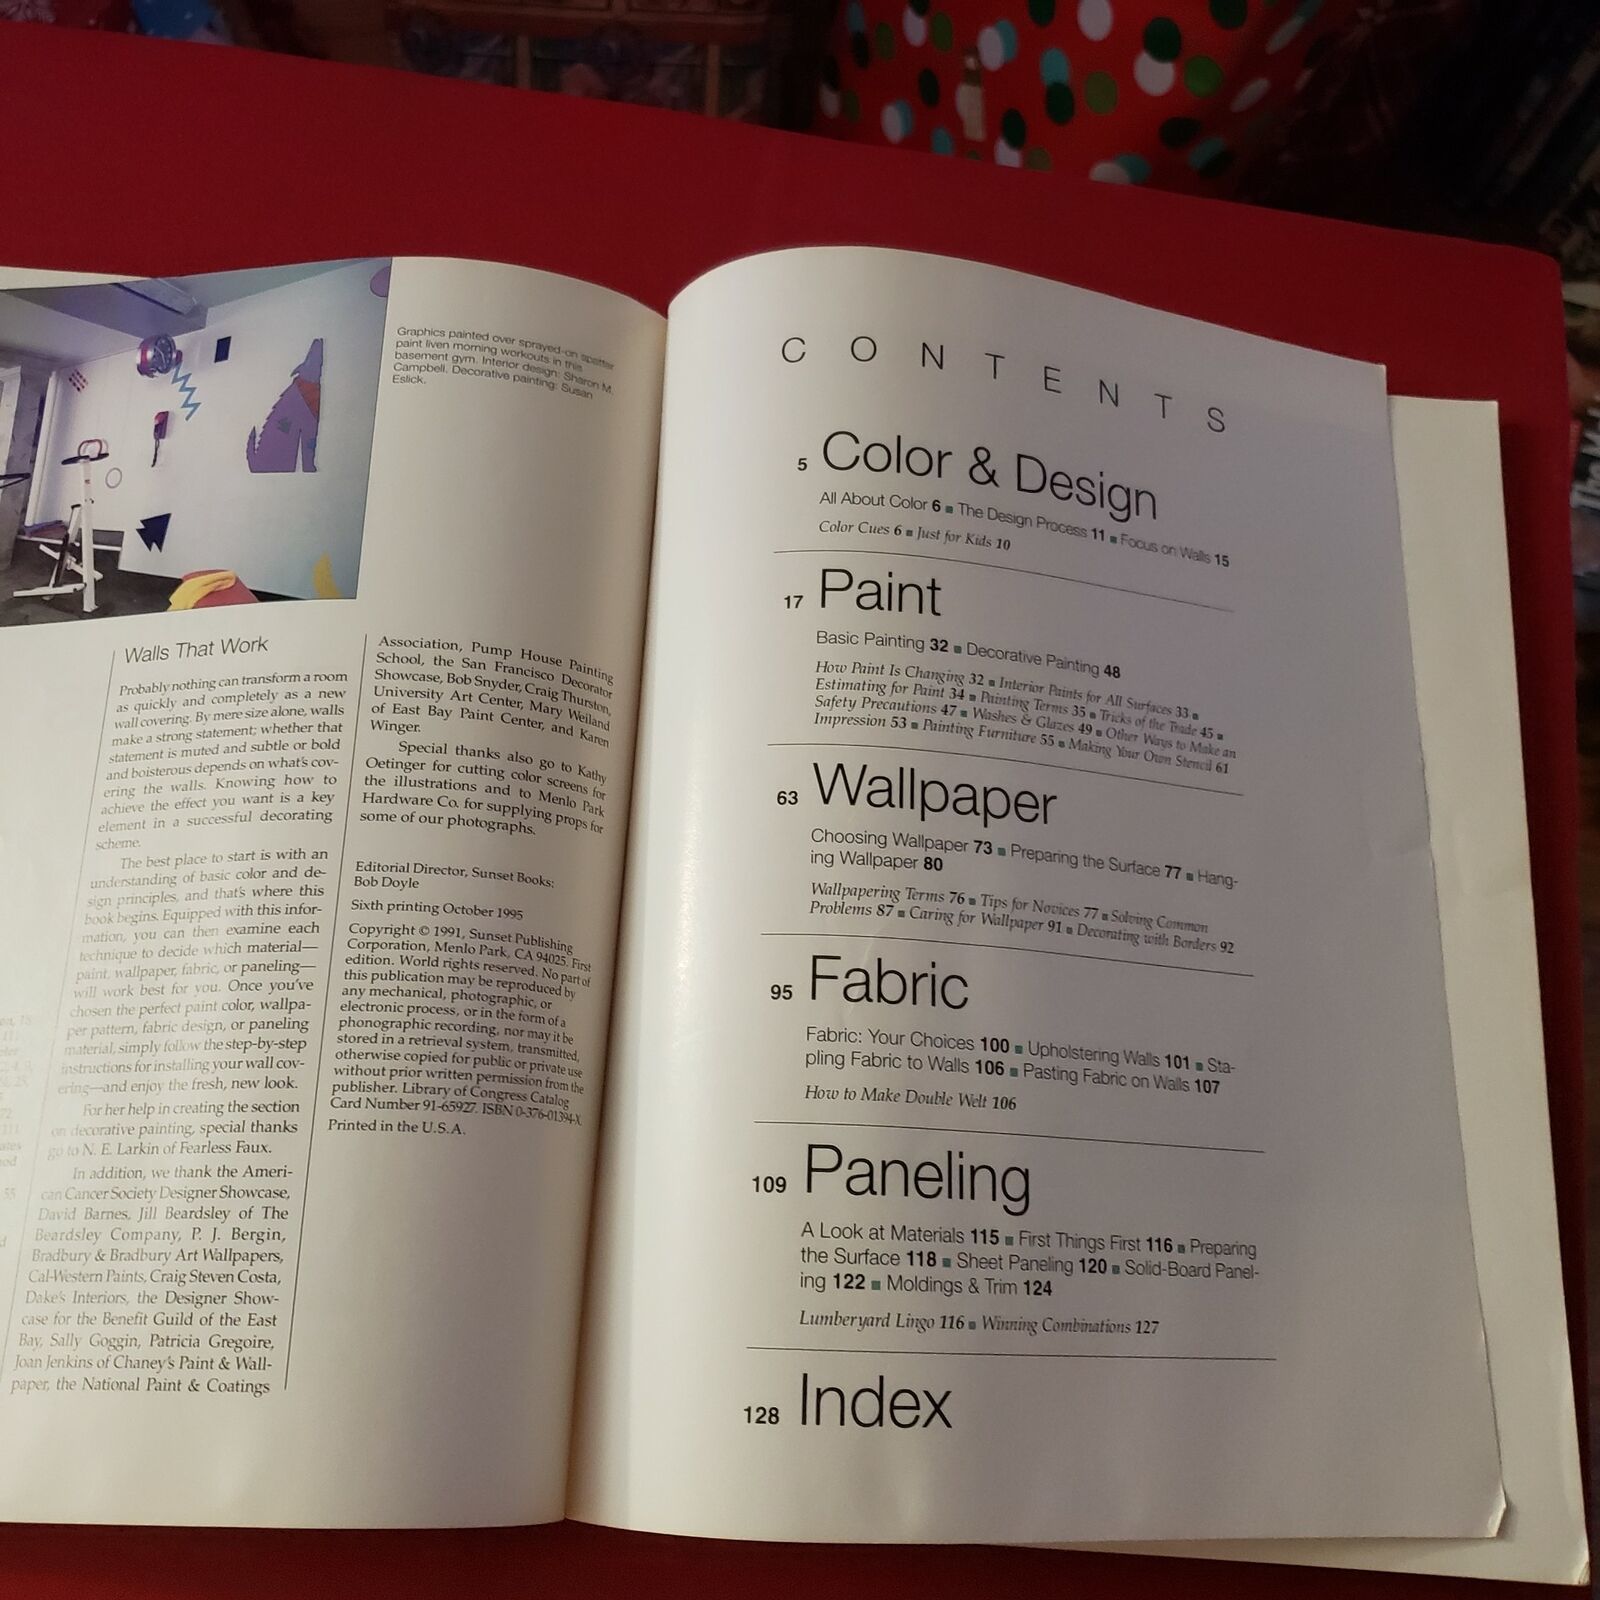 Graphics painted over sprayed-on spatter
paint liven morning workouts in this
basement gym. Interior design: Sharon M.
Campbell. Decorative painting: Susan
Eslick.
Walls That Work
Probably nothing can transform a room
as quickly and completely as a new
wall covering. By mere size alone, walls
make a strong statement; whether that
statement is muted and subtle or bold
and boisterous depends on what's cov-
ering the walls. Knowing how to
achieve the effect you want is a key
element in a successful decorating
scheme.
The best place to start is with an
understanding of basic color and de-
sign principles, and that's where this
book begins. Equipped with this infor-
mation, you can then examine each
technique to decide which material—
paint, wallpaper, fabric, or paneling—
will work best for you. Once you've
chosen the perfect paint color, wallpa-
per pattern, fabric design, or paneling
material, simply follow the step-by-step
instructions for installing your wall cov-
ering—and enjoy the fresh, new look.
For her help in creating the section
on decorative painting, special thanks
go to N. E. Larkin of Fearless Faux.
In addition, we thank the Ameri-
can Cancer Society Designer Showcase,
David Barnes, Jill Beardsley of The
Beardsley Company, P. J. Bergin,
Bradbury & Bradbury Art Wallpapers,
Cal-Western Paints, Craig Steven Costa,
Dake's Interiors, the Designer Show-
case for the Benefit Guild of the East
Bay, Sally Goggin, Patricia Gregoire,
Joan Jenkins of Chaney's Paint & Wall-
paper, the National Paint & Coatings
Association, Pump House Painting
School, the San Francisco Decorator
Showcase, Bob Snyder, Craig Thurston,
University Art Center, Mary Weiland
of East Bay Paint Center, and Karen
Winger.
Special thanks also go to Kathy
Oetinger for cutting color screens for
the illustrations and to Menlo Park
Hardware Co. for supplying props for
some of our photographs.
Editorial Director, Sunset Books:
Bob Doyle
Sixth printing October 1995
Copyright © 1991, Sunset Publishing
Corporation, Menlo Park, CA 94025. First
edition. World rights reserved. No part of
this publication may be reproduced by
any mechanical, photographic, or
electronic process, or in the form of a
phonographic recording, nor may it be
stored in a retrieval system, transmitted,
otherwise copied for public or private use
without prior written permission from the
publisher. Library of Congress Catalog
Card Number 91-65927. ISBN 0-376-01394-X.
Printed in the U.S.A.
CONTENTS
5 Color & Design
All About Color 6 ■ The Design Process 11 ■ Focus on Walls 15
Color Cues 6 ■ Just for Kids 10
17 Paint
Basic Painting 32 ■ Decorative Painting 48
How Paint Is Changing 32 ■ Interior Paints for All Surfaces 33 ■
Estimating for Paint 34 ■ Painting Terms 35 ■ Tricks of the Trade 45 ■
Safety Precautions 47 ■ Washes & Glazes 49 ■ Other Ways to Make an
Impression 53 ■ Painting Furniture 55 ■ Making Your Own Stencil 61
63 Wallpaper
Choosing Wallpaper 73 ■ Preparing the Surface 77 ■ Hang-
ing Wallpaper 80
Wallpapering Terms 76 ■ Tips for Novices 77 ■ Solving Common
Problems 87 ■ Caring for Wallpaper 91 ■ Decorating with Borders 92
95 Fabric
Fabric: Your Choices 100 ■ Upholstering Walls 101 ■ Sta-
pling Fabric to Walls 106 ■ Pasting Fabric on Walls 107
How to Make Double Welt 106
109 Paneling
A Look at Materials 115 ■ First Things First 116 ■ Preparing
the Surface 118 ■ Sheet Paneling 120 ■ Solid-Board Panel-
ing 122 ■ Moldings & Trim 124
Lumberyard Lingo 116 ■ Winning Combinations 127
128 Index